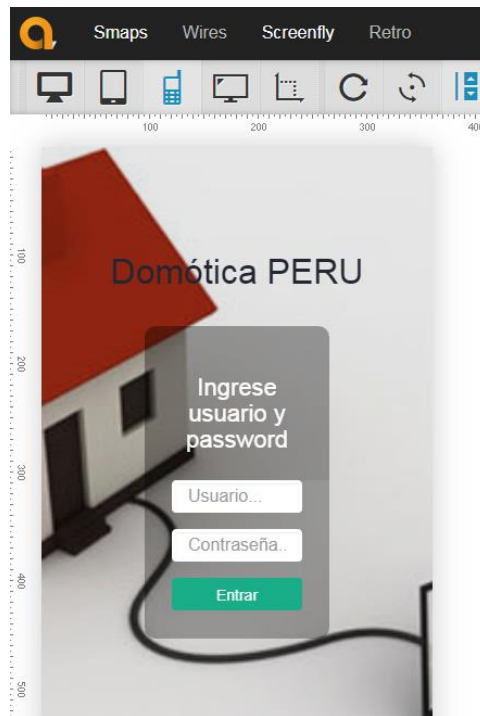 Smaps Wires Screenfly Retro
100 200 300 400
100
Domótica PERU
200
Ingrese
usuario y
password
300
Usuario...
Contraseña..
400
Entrar
500